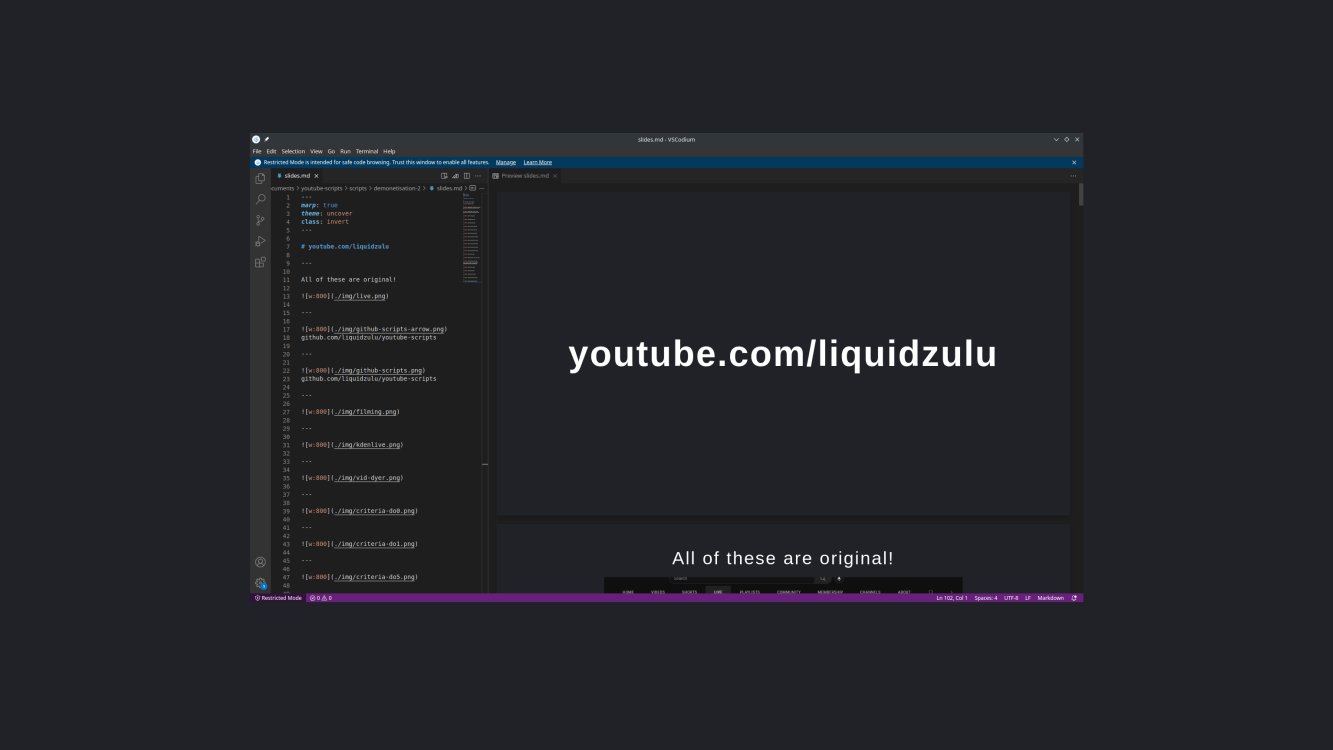 slides.md - VSCodium
File Edit Selection View Go Run Terminal Help
Restricted Mode is intended for safe code browsing. Trust this window to enable all features. Manage Learn More
slides.md
Preview slides.md
youtube-scripts > scripts > demonetisation-2 > slides.md >
1 ---
2 marp: true
3 theme: uncover
4 class: invert
5 ---
6
7 # youtube.com/liquidzulu
8
9 ---
10
11 All of these are original!
12
13 ![w:800](./img/live.png)
14
15 ---
16
17 ![w:800](./img/github-scripts-arrow.png)
18 github.com/liquidzulu/youtube-scripts
19
20 ---
21
22 ![w:800](./img/github-scripts.png)
23 github.com/liquidzulu/youtube-scripts
24
25 ---
26
27 ![w:800](./img/filming.png)
28
29 ---
30
31 ![w:800](./img/kdenlive.png)
32
33 ---
34
35 ![w:800](./img/vid-dyer.png)
36
37 ---
38
39 ![w:800](./img/criteria-do0.png)
40
41 ---
42
43 ![w:800](./img/criteria-do1.png)
44
45 ---
46
47 ![w:800](./img/criteria-do5.png)
48
youtube.com/liquidzulu
All of these are original!
Search
HOME VIDEOS SHORTS LIVE PLAYLISTS COMMUNITY MEMBERSHIP CHANNELS ABOUT
Restricted Mode 0 0
Ln 102, Col 1 Spaces: 4 UTF-8 LF Markdown